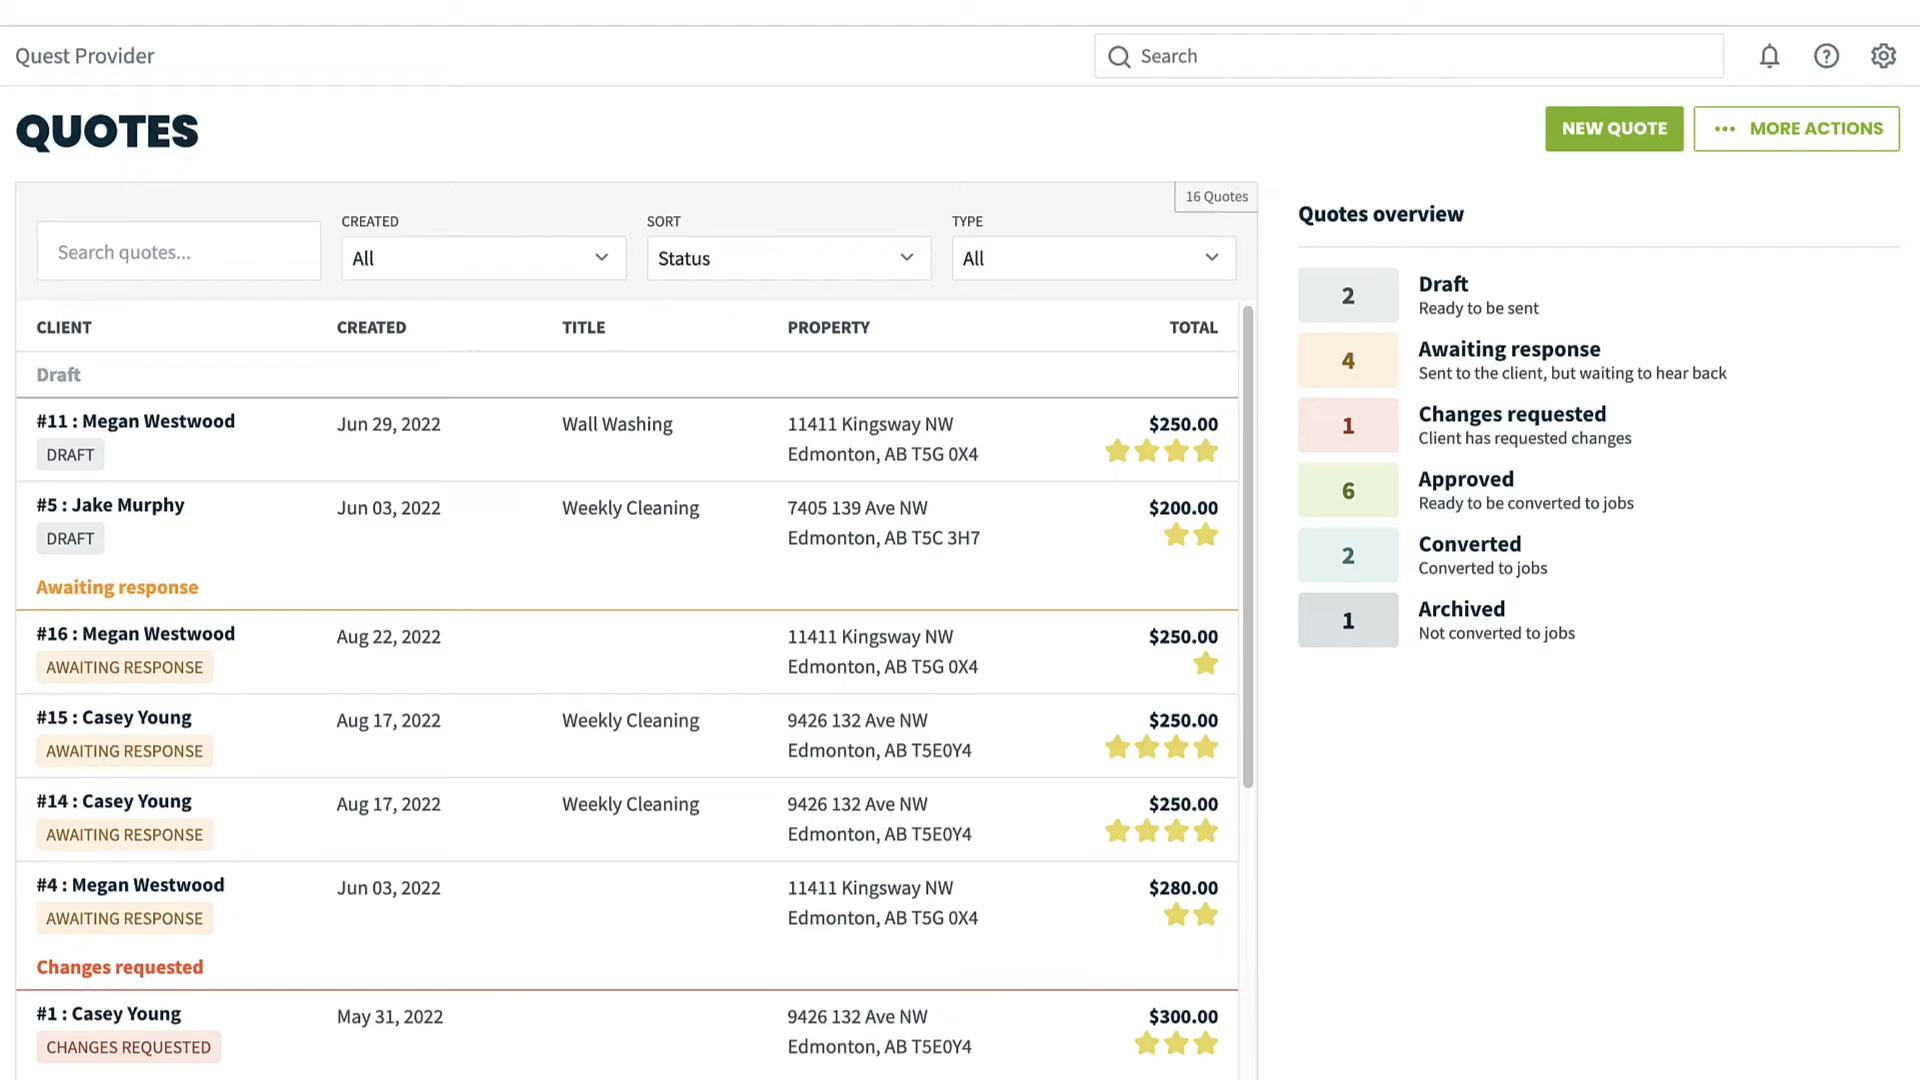 Quest Provider
Search
QUOTES
NEW QUOTE
••• MORE ACTIONS
16 Quotes
Search quotes...
CREATED
All
SORT
Status
TYPE
All
CLIENT CREATED TITLE PROPERTY TOTAL
Draft
#11 : Megan Westwood Jun 29, 2022 Wall Washing 11411 Kingsway NW $250.00
DRAFT Edmonton, AB T5G 0X4
#5 : Jake Murphy Jun 03, 2022 Weekly Cleaning 7405 139 Ave NW $200.00
DRAFT Edmonton, AB T5C 3H7
Awaiting response
#16 : Megan Westwood Aug 22, 2022 11411 Kingsway NW $250.00
AWAITING RESPONSE Edmonton, AB T5G 0X4
#15 : Casey Young Aug 17, 2022 Weekly Cleaning 9426 132 Ave NW $250.00
AWAITING RESPONSE Edmonton, AB T5E0Y4
#14 : Casey Young Aug 17, 2022 Weekly Cleaning 9426 132 Ave NW $250.00
AWAITING RESPONSE Edmonton, AB T5E0Y4
#4 : Megan Westwood Jun 03, 2022 11411 Kingsway NW $280.00
AWAITING RESPONSE Edmonton, AB T5G 0X4
Changes requested
#1 : Casey Young May 31, 2022 9426 132 Ave NW $300.00
CHANGES REQUESTED Edmonton, AB T5E0Y4
Quotes overview
2 Draft
Ready to be sent
4 Awaiting response
Sent to the client, but waiting to hear back
1 Changes requested
Client has requested changes
6 Approved
Ready to be converted to jobs
2 Converted
Converted to jobs
1 Archived
Not converted to jobs